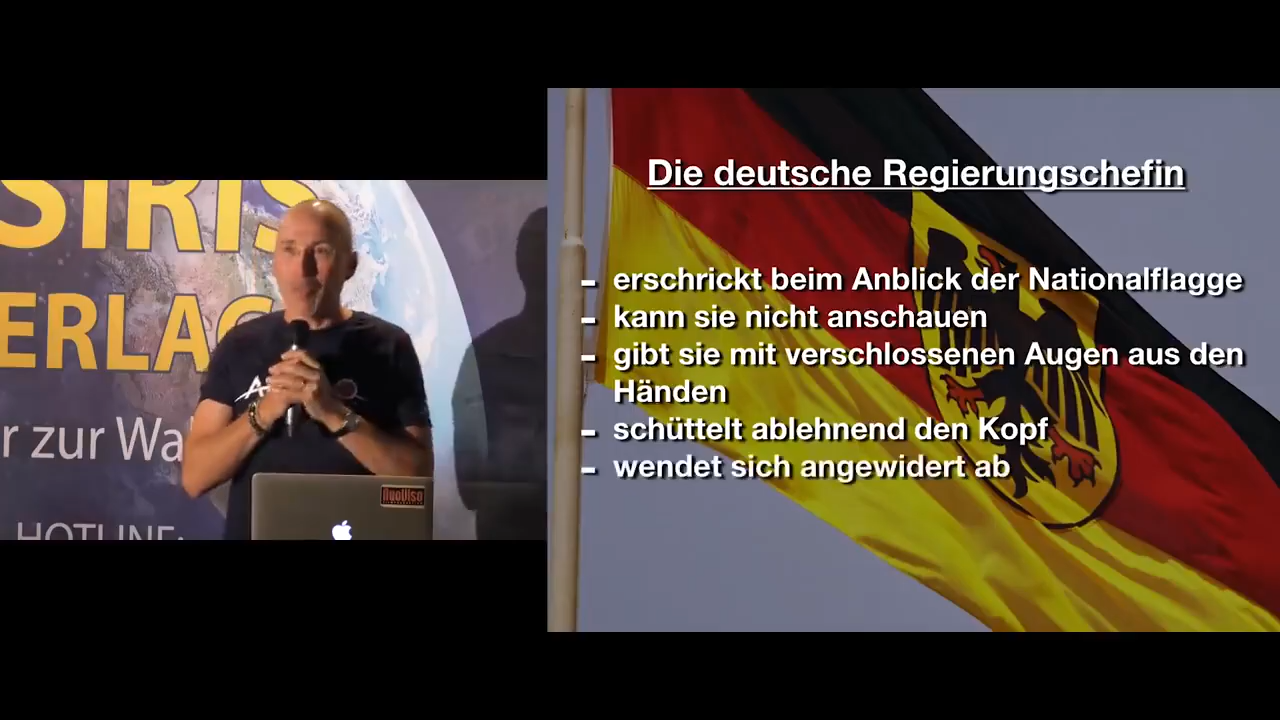 SIRIS
ERLAG
r zur Wa
HOTLINE:
NuoViso
Die deutsche Regierungschefin
- erschrickt beim Anblick der Nationalflagge
- kann sie nicht anschauen
- gibt sie mit verschlossenen Augen aus den
Händen
- schüttelt ablehnend den Kopf
- wendet sich angewidert ab